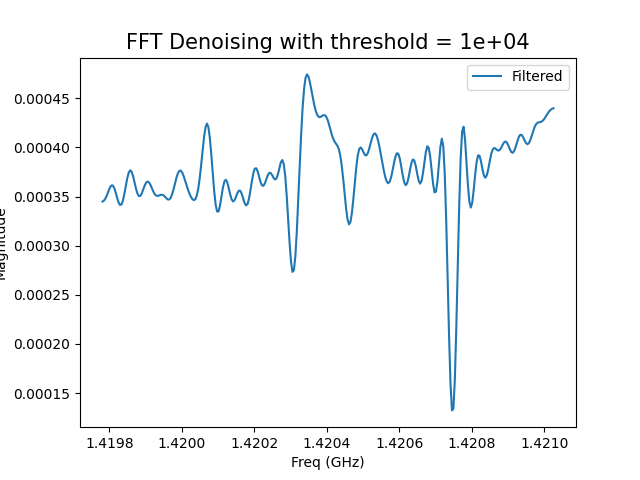 FFT Denoising with threshold = 1e+04
Filtered
0.00045
0.00040
0.00035
0.00030
0.00025
0.00020
0.00015
Magnitude
1.4198 1.4200 1.4202 1.4204 1.4206 1.4208 1.4210
Freq (GHz)